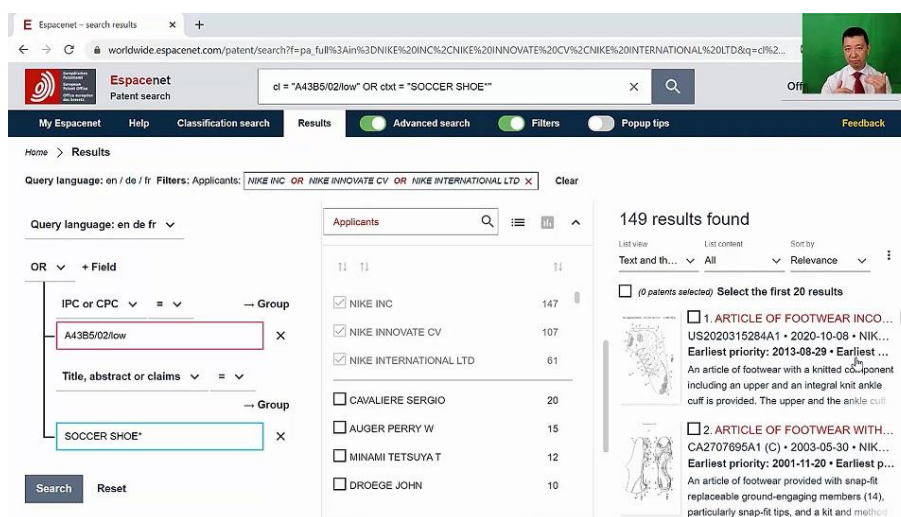 Espacenet – search results × +
worldwide.espacenet.com/patent/search?f=pa_full%3Ain%3DNIKE%20INC%2CNIKE%20INNOVATE%20CV%2CNIKE%20INTERNATIONAL%20LTD&q=cl%2...
Europäisches Patentamt
European Patent Office
Office européen des brevets
Espacenet
Patent search
cl = "A43B5/02/low" OR ctxt = "SOCCER SHOE*" ×
Off
My Espacenet Help Classification search Results Advanced search Filters Popup tips Feedback
Home > Results
Query language: en / de / fr Filters: Applicants: NIKE INC OR NIKE INNOVATE CV OR NIKE INTERNATIONAL LTD × Clear
Query language: en de fr
OR + Field
IPC or CPC = → Group
A43B5/02/low ×
Title, abstract or claims =
→ Group
SOCCER SHOE* ×
Search Reset
Applicants
NIKE INC 147
NIKE INNOVATE CV 107
NIKE INTERNATIONAL LTD 61
CAVALIERE SERGIO 20
AUGER PERRY W 15
MINAMI TETSUYA T 12
DROEGE JOHN 10
149 results found
List view List content Sort by
Text and th... All Relevance
(0 patents selected) Select the first 20 results
1. ARTICLE OF FOOTWEAR INCO...
US2020315284A1 • 2020-10-08 • NIK...
Earliest priority: 2013-08-29 • Earliest ...
An article of footwear with a knitted component
including an upper and an integral knit ankle
cuff is provided. The upper and the ankle cuff
2. ARTICLE OF FOOTWEAR WITH...
CA2707695A1 (C) • 2003-05-30 • NIK...
Earliest priority: 2001-11-20 • Earliest p...
An article of footwear provided with snap-fit
replaceable ground-engaging members (14),
particularly snap-fit tips, and a kit and method